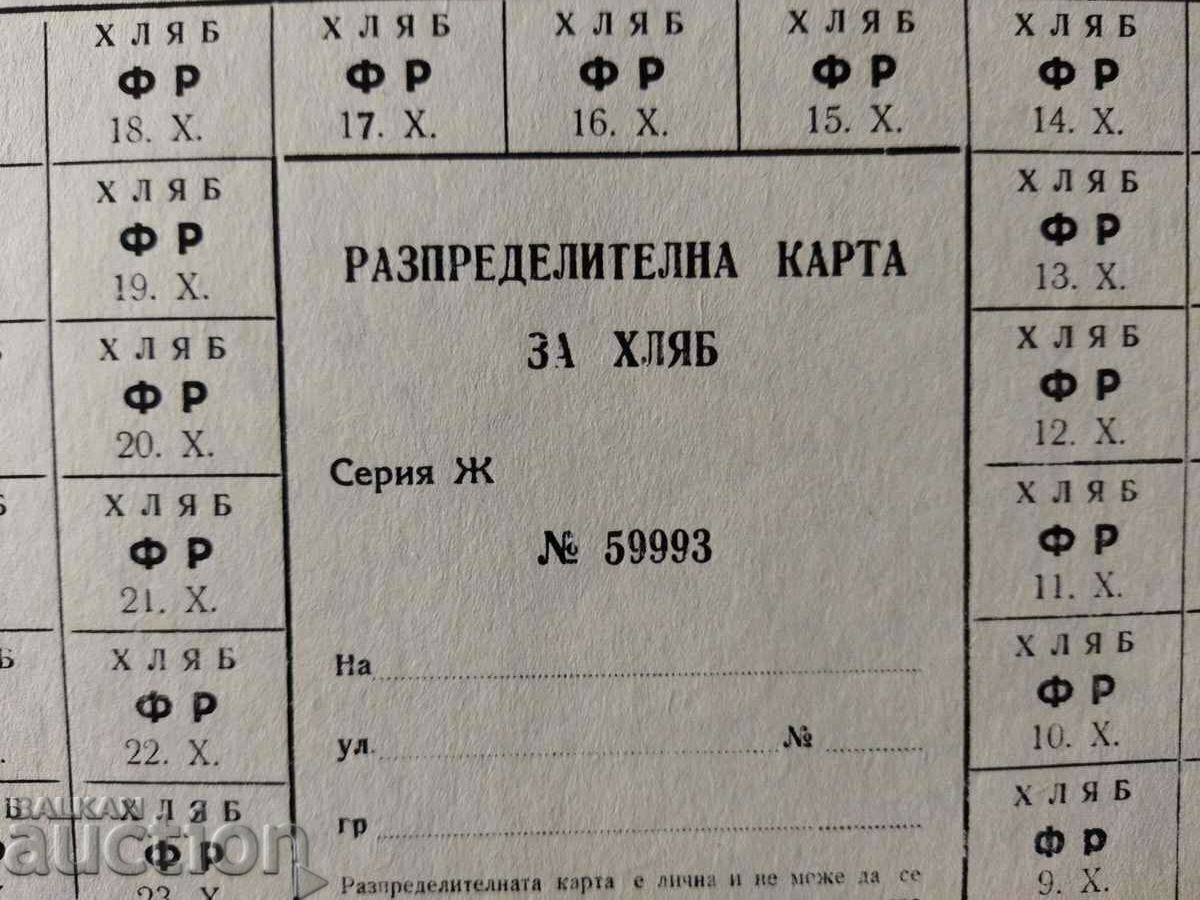 ХЛЯБ
ФР
18. X.
ХЛЯБ
ФР
17. X.
ХЛЯБ
ФР
16. X.
ХЛЯБ
ФР
15. X.
ХЛЯБ
ФР
14. X.
ХЛЯБ
ФР
19. X.
ХЛЯБ
ФР
20. X.
ХЛЯБ
ФР
21. X.
ХЛЯБ
ФР
22. X.
ХЛЯБ
ФР
23. X
РАЗПРЕДЕЛИТЕЛНА КАРТА
ЗА ХЛЯБ
Серия Ж
№ 59993
На
ул. №
гр
Разпределителната карта е лична и не може да се
ХЛЯБ
ФР
13. X.
ХЛЯБ
ФР
12. X.
ХЛЯБ
ФР
11. X.
ХЛЯБ
ФР
10. X.
ХЛЯБ
ФР
9. X.
BALKAN
auction